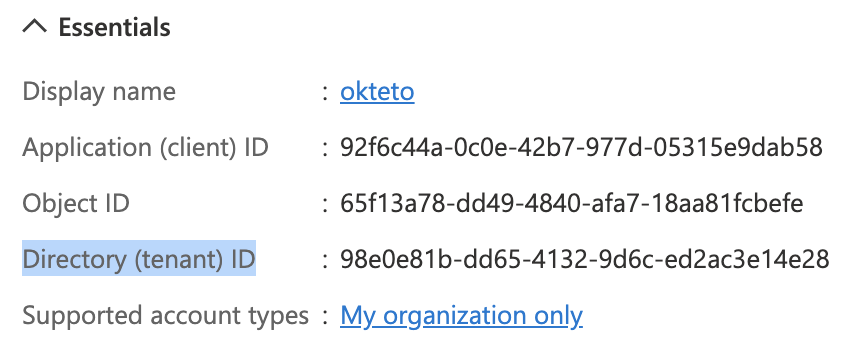 Essentials
Display name : okteto
Application (client) ID : 92f6c44a-0c0e-42b7-977d-05315e9dab58
Object ID : 65f13a78-dd49-4840-afa7-18aa81fcbefe
Directory (tenant) ID : 98e0e81b-dd65-4132-9d6c-ed2ac3e14e28
Supported account types : My organization only